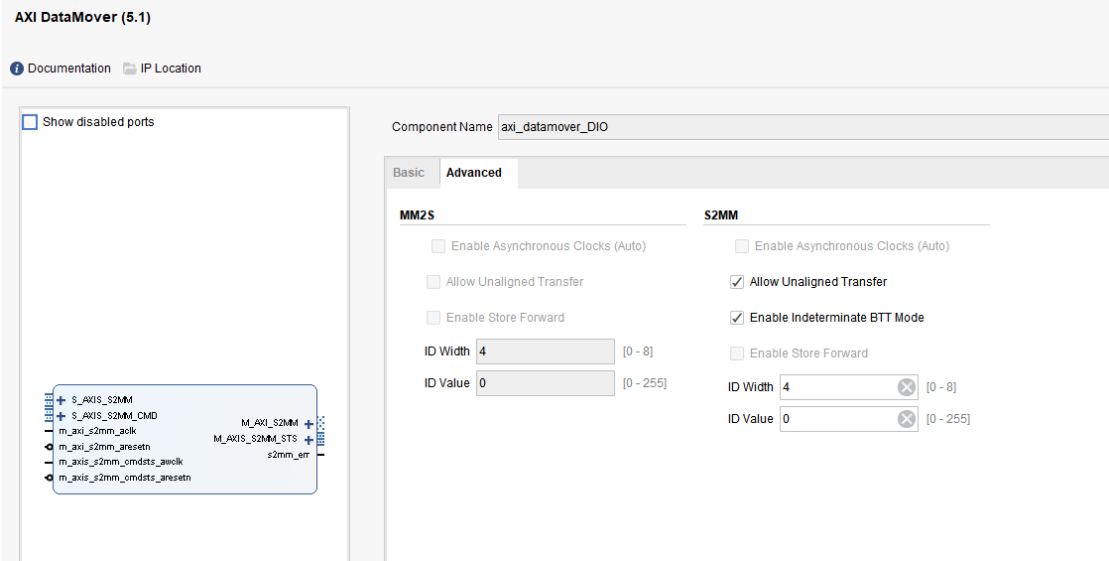 AXI DataMover (5.1)
Documentation IP Location
Show disabled ports
S_AXIS_S2MM
S_AXIS_S2MM_CMD
m_axi_s2mm_aclk
m_axi_s2mm_aresetn
m_axis_s2mm_cmdsts_awclk
m_axis_s2mm_cmdsts_aresetn
M_AXI_S2MM
M_AXIS_S2MM_STS
s2mm_err
Component Name axi_datamover_DIO
Basic Advanced
MM2S
Enable Asynchronous Clocks (Auto)
Allow Unaligned Transfer
Enable Store Forward
ID Width 4 [0 - 8]
ID Value 0 [0 - 255]
S2MM
Enable Asynchronous Clocks (Auto)
Allow Unaligned Transfer
Enable Indeterminate BTT Mode
Enable Store Forward
ID Width 4 [0 - 8]
ID Value 0 [0 - 255]